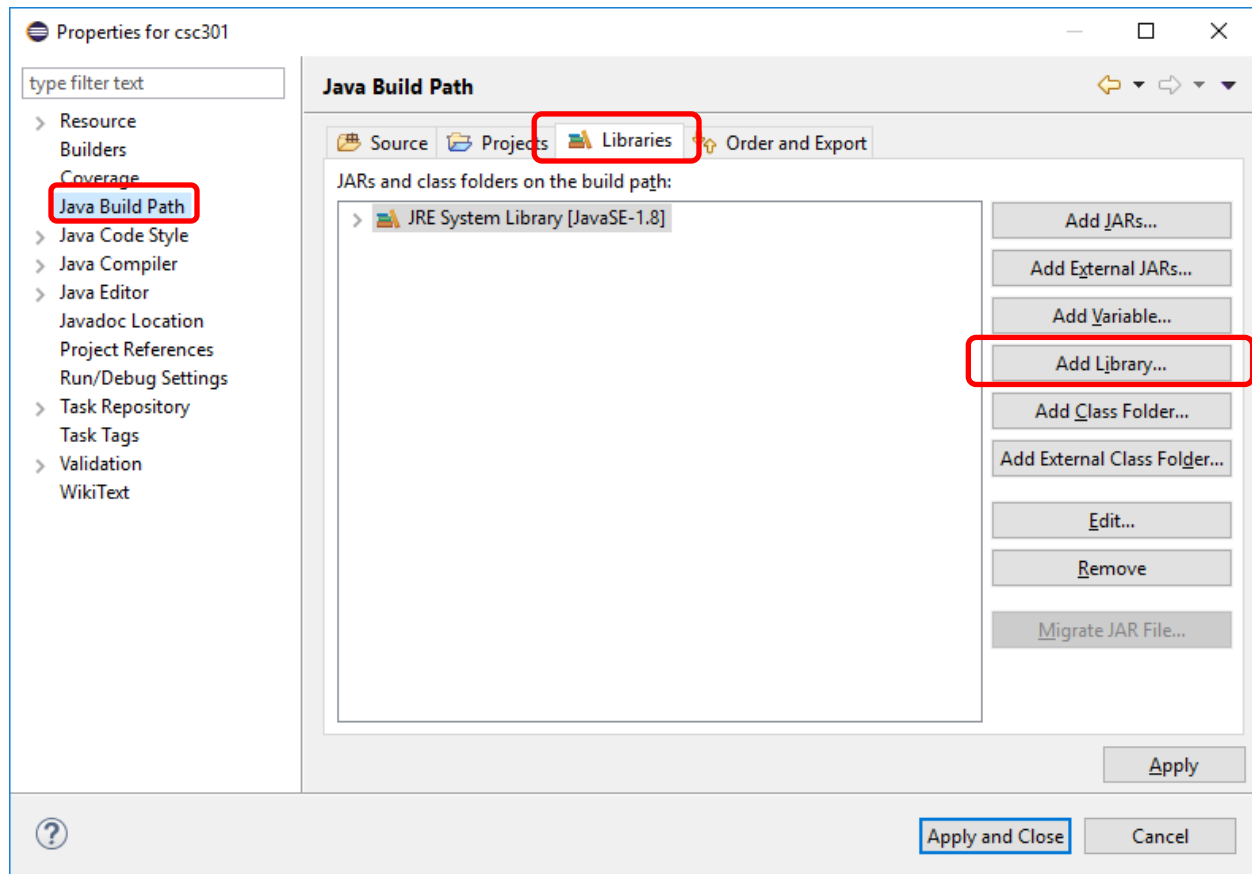 Properties for csc301
type filter text
Resource
Builders
Coverage
Java Build Path
Java Code Style
Java Compiler
Java Editor
Javadoc Location
Project References
Run/Debug Settings
Task Repository
Task Tags
Validation
WikiText
Java Build Path
Source Projects Libraries Order and Export
JARs and class folders on the build path:
JRE System Library [JavaSE-1.8]
Add JARs...
Add External JARs...
Add Variable...
Add Library...
Add Class Folder...
Add External Class Folder...
Edit...
Remove
Migrate JAR File...
Apply
?
Apply and Close Cancel